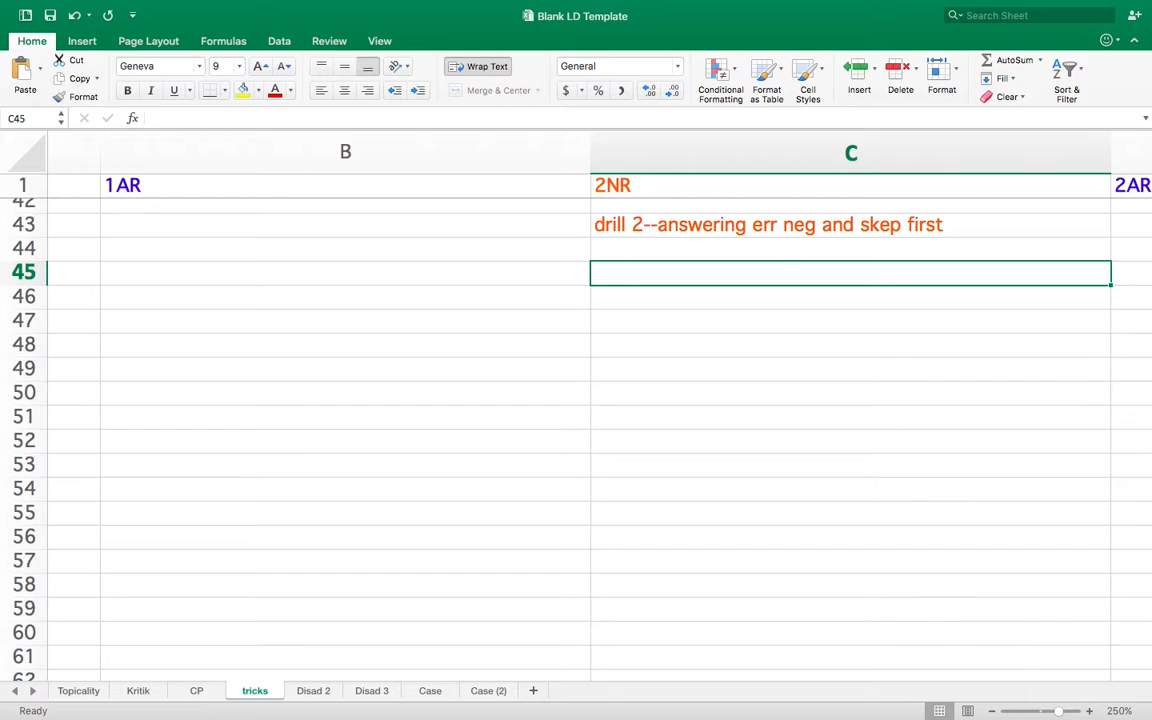 Blank LD Template
Search Sheet
Home Insert Page Layout Formulas Data Review View
Paste
Cut
Copy
Format
Geneva 9
A A
B I U A
Wrap Text
Merge & Center
General
$ % )
.00
Conditional Formatting
Format as Table
Cell Styles
Insert
Delete
Format
AutoSum
Fill
Clear
Sort & Filter
C45
fx
B C
1 1AR 2NR 2AR
42
43 drill 2--answering err neg and skep first
44
45
46
47
48
49
50
51
52
53
54
55
56
57
58
59
60
61
62
Topicality Kritik CP tricks Disad 2 Disad 3 Case Case (2) +
Ready
250%